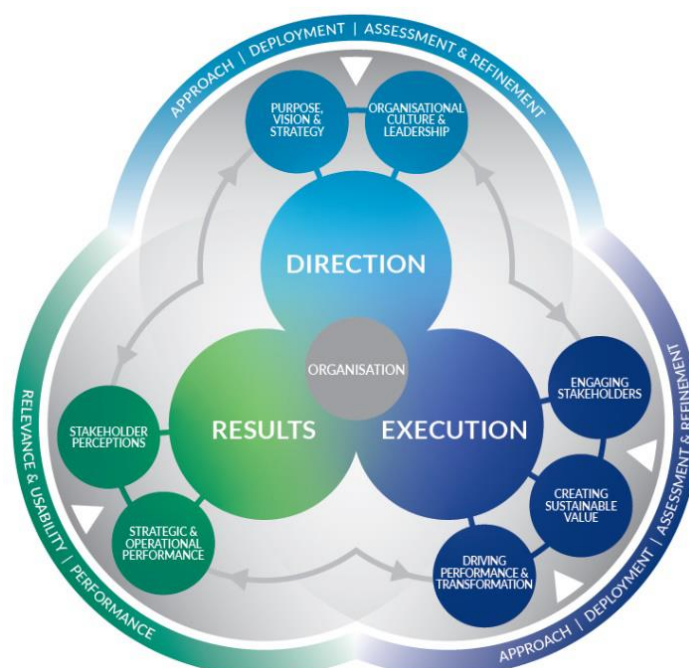 APPROACH | DEPLOYMENT | ASSESSMENT & REFINEMENT
PURPOSE,
VISION &
STRATEGY
ORGANISATIONAL
CULTURE &
LEADERSHIP
DIRECTION
ORGANISATION
RESULTS
EXECUTION
STAKEHOLDER
PERCEPTIONS
STRATEGIC &
OPERATIONAL
PERFORMANCE
ENGAGING
STAKEHOLDERS
CREATING
SUSTAINABLE
VALUE
DRIVING
PERFORMANCE &
TRANSFORMATION
RELEVANCE & USABILITY | PERFORMANCE
APPROACH | DEPLOYMENT | ASSESSMENT & REFINEMENT